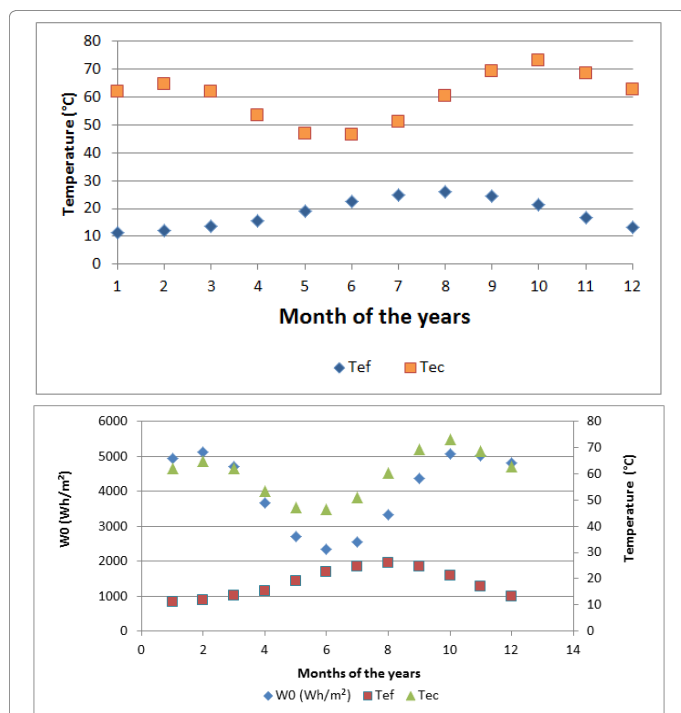 80
70
60
50
40
30
20
10
0
Temperature (°C)
1 2 3 4 5 6 7 8 9 10 11 12
Month of the years
Tef Tec
6000
5000
4000
3000
2000
1000
0
W0 (Wh/m²)
80
70
60
50
40
30
20
10
0
Temperature (°C)
0 2 4 6 8 10 12 14
Months of the years
W0 (Wh/m²) Tef Tec